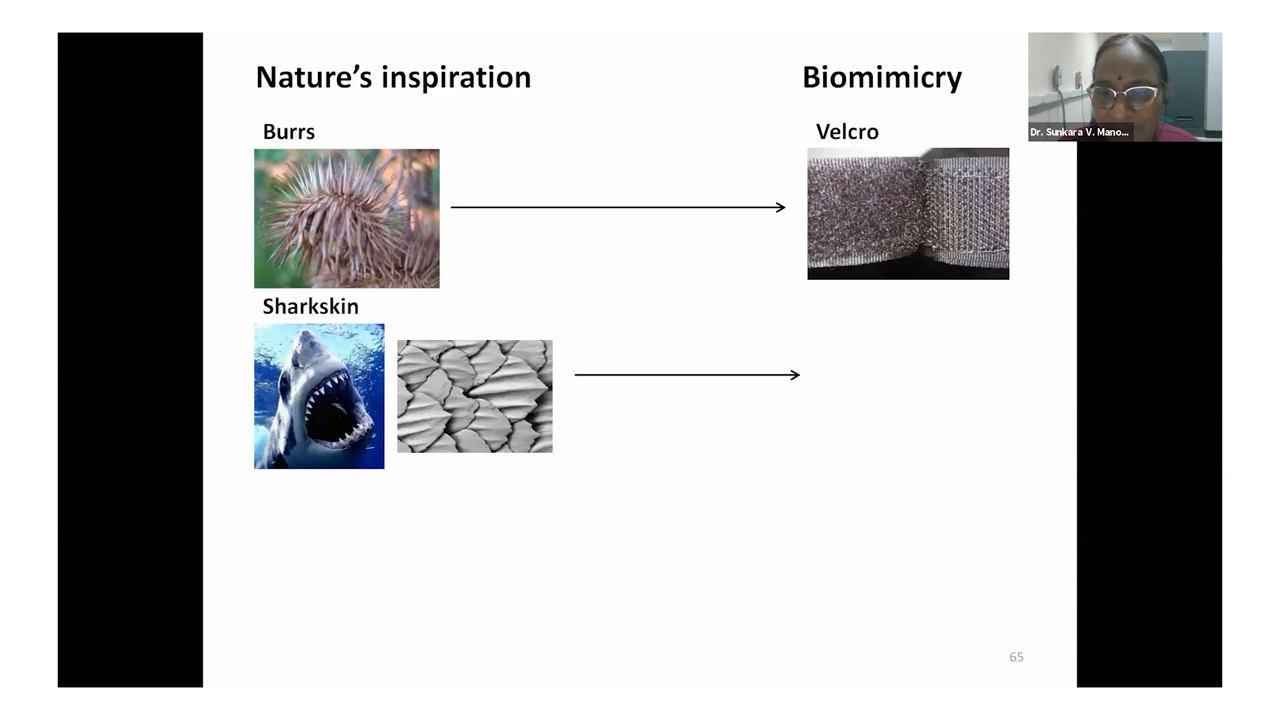 Nature's inspiration
Biomimicry
Burrs
Velcro
Dr. Sunkara V. Mano...
Sharkskin
65